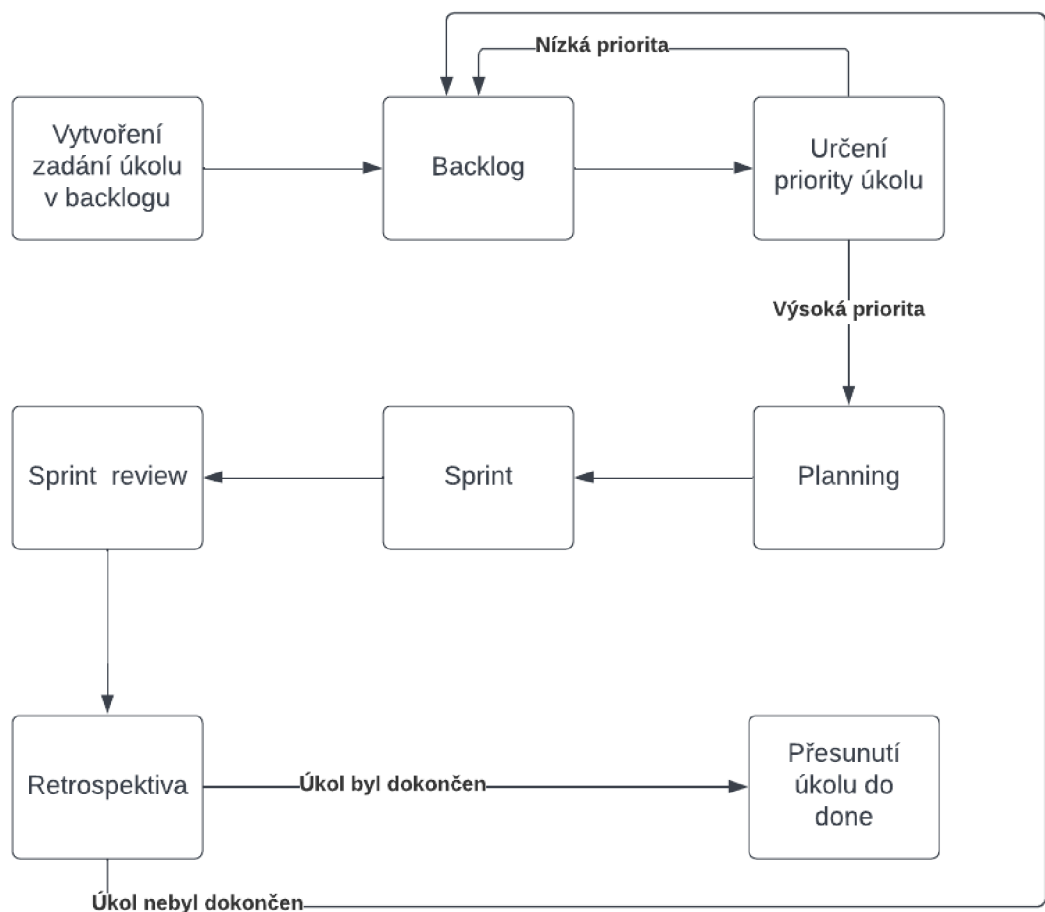 Nízká priorita
Vytvoření
zadání úkolu
v backlogu
Backlog
Určení
priority úkolu
Výsoká priorita
Sprint review
Sprint
Planning
Retrospektiva
Úkol byl dokončen
Přesunutí
úkolu do
done
Úkol nebyl dokončen